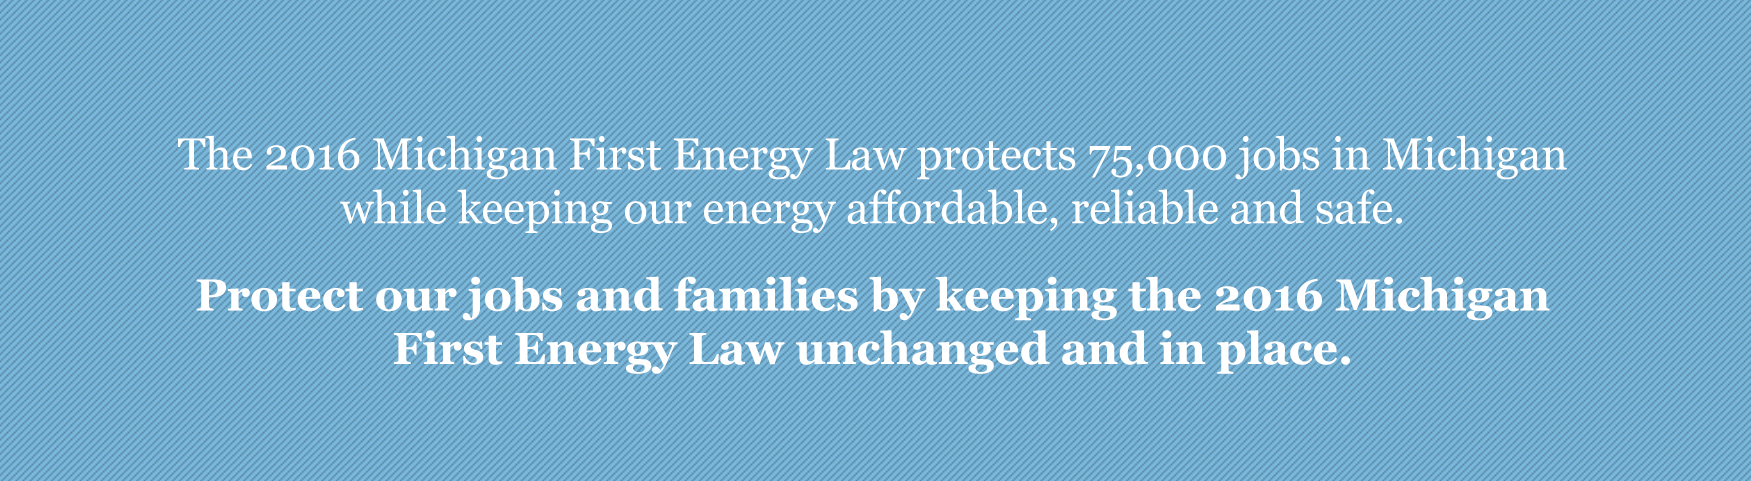 The 2016 Michigan First Energy Law protects 75,000 jobs in Michigan
while keeping our energy affordable, reliable and safe.
Protect our jobs and families by keeping the 2016 Michigan
First Energy Law unchanged and in place.